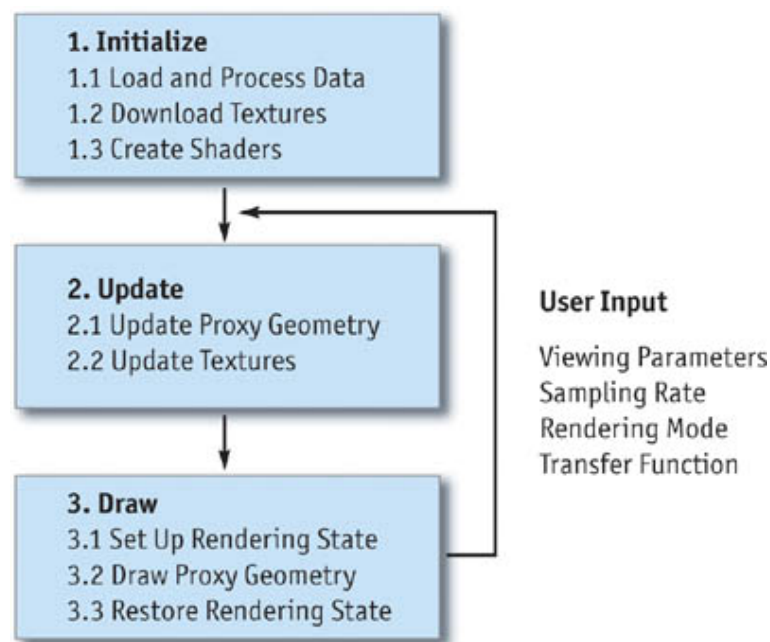 1. Initialize
1.1 Load and Process Data
1.2 Download Textures
1.3 Create Shaders
2. Update
2.1 Update Proxy Geometry
2.2 Update Textures
3. Draw
3.1 Set Up Rendering State
3.2 Draw Proxy Geometry
3.3 Restore Rendering State
User Input
Viewing Parameters
Sampling Rate
Rendering Mode
Transfer Function